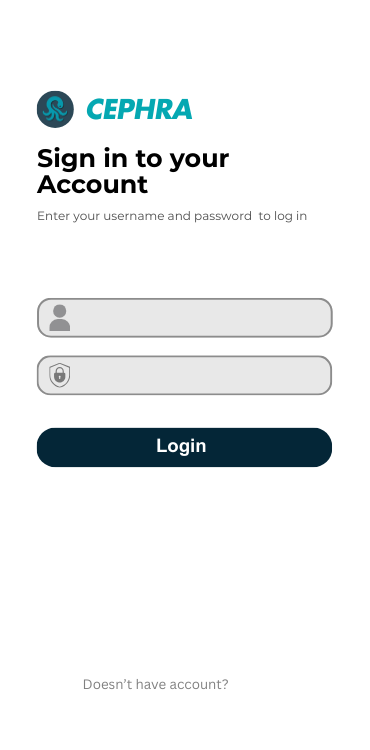 CEPHRA
Sign in to your
Account
Enter your username and password  to log in
Login
Doesn't have account?